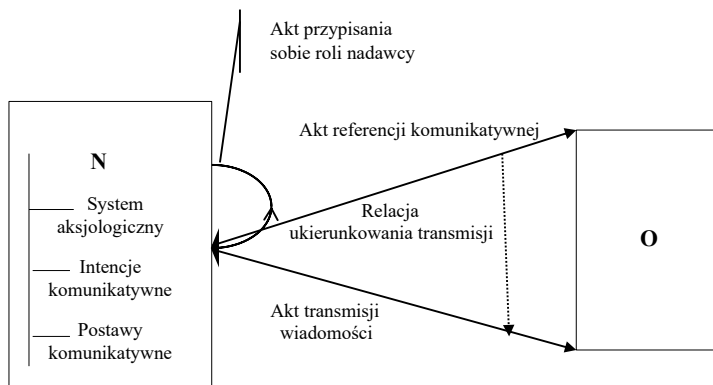 Akt przypisania
sobie roli nadawcy
Akt referencji komunikatywnej
N
System
aksjologiczny
Intencje
komunikatywne
Postawy
komunikatywne
Relacja
ukierunkowania transmisji
O
Akt transmisji
wiadomości